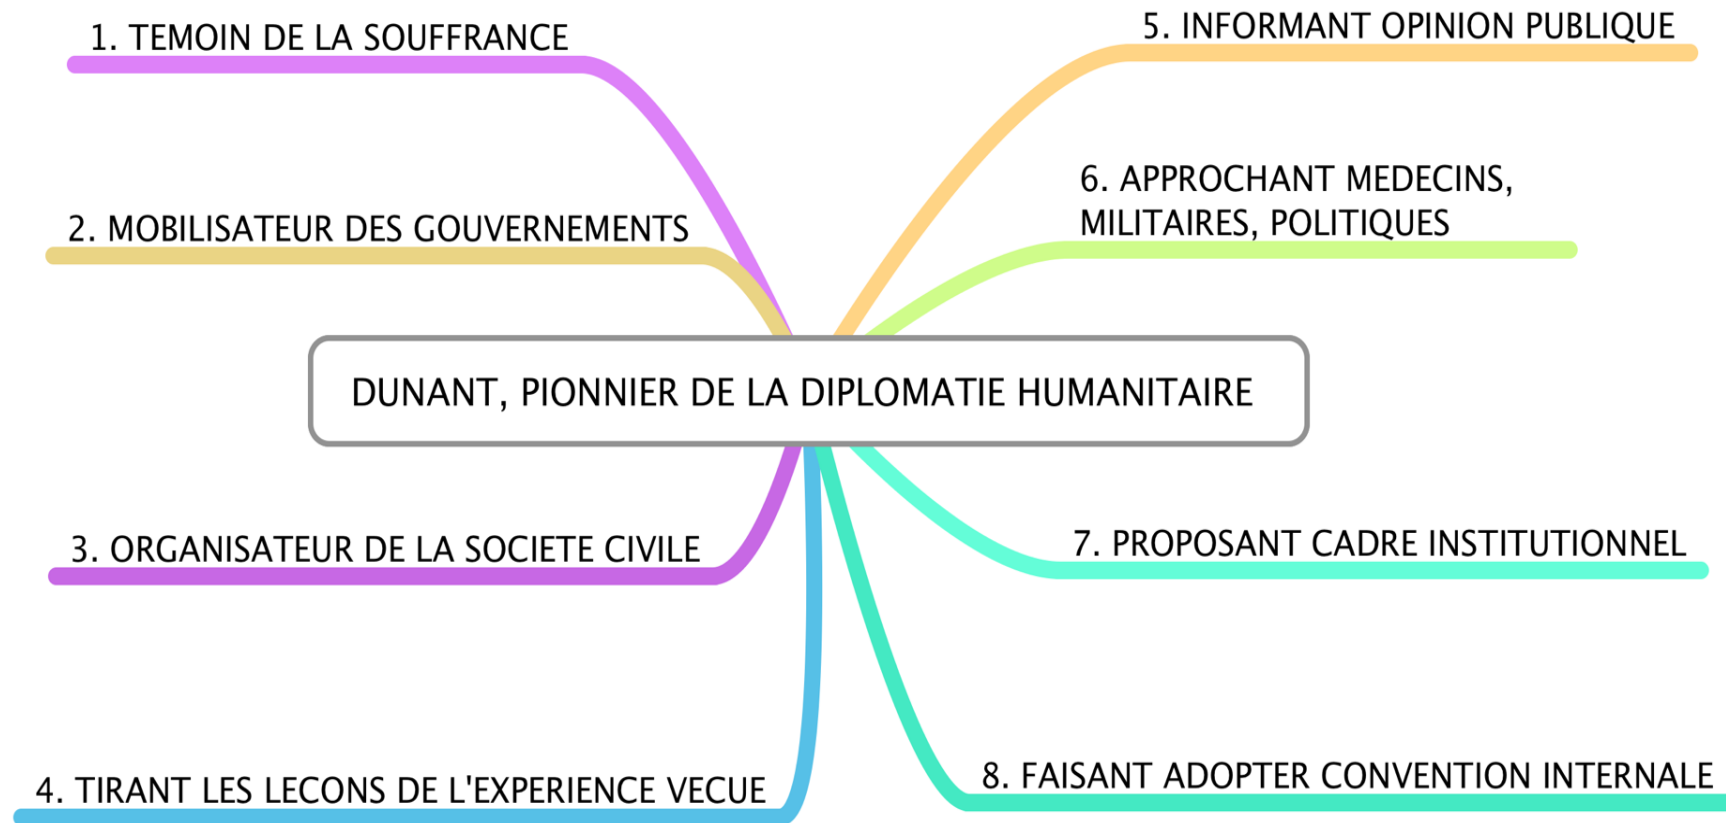 1. TEMOIN DE LA SOUFFRANCE
2. MOBILISATEUR DES GOUVERNEMENTS
DUNANT, PIONNIER DE LA DIPLOMATIE HUMANITAIRE
3. ORGANISATEUR DE LA SOCIETE CIVILE
4. TIRANT LES LECONS DE L'EXPERIENCE VECUE
5. INFORMANT OPINION PUBLIQUE
6. APPROCHANT MEDECINS,
MILITAIRES, POLITIQUES
7. PROPOSANT CADRE INSTITUTIONNEL
8. FAISANT ADOPTER CONVENTION INTERNALE